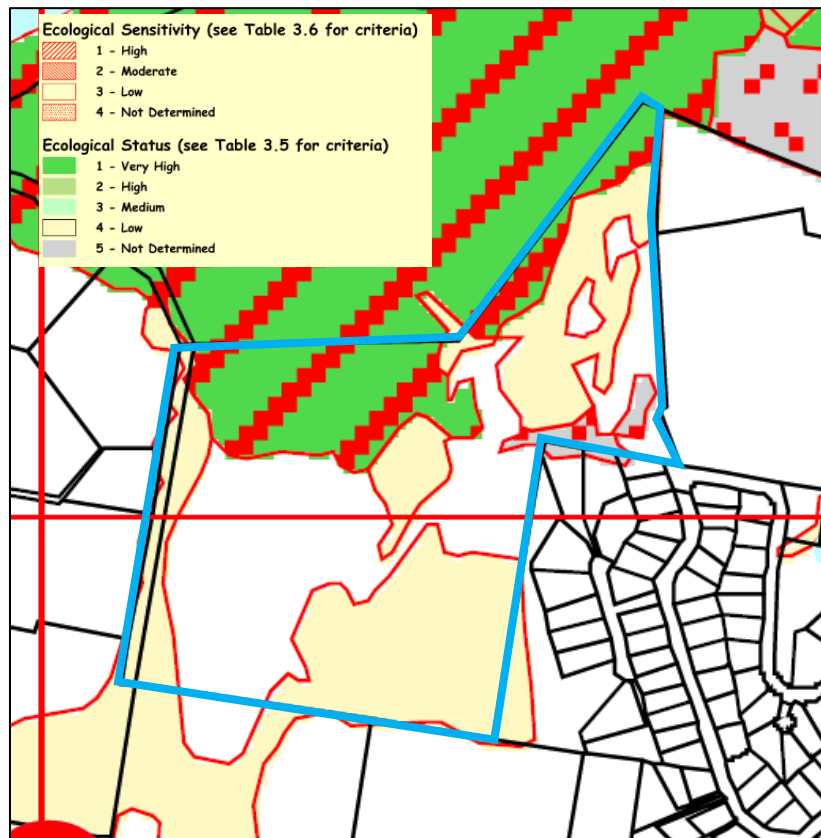 Ecological Sensitivity (see Table 3.6 for criteria)
1 - High
2 - Moderate
3 - Low
4 - Not Determined
Ecological Status (see Table 3.5 for criteria)
1 - Very High
2 - High
3 - Medium
4 - Low
5 - Not Determined